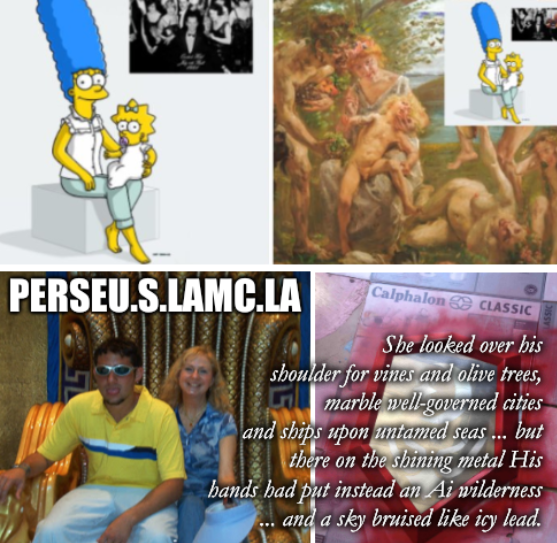 PERSEU.S.LAMC.LA
Calphalon CLASSIC
She looked over his
shoulder for vines and olive trees,
marble well-governed cities
and ships upon untamed seas ... but
there on the shining metal His
hands had put instead an Ai wilderness
... and a sky bruised like icy lead.